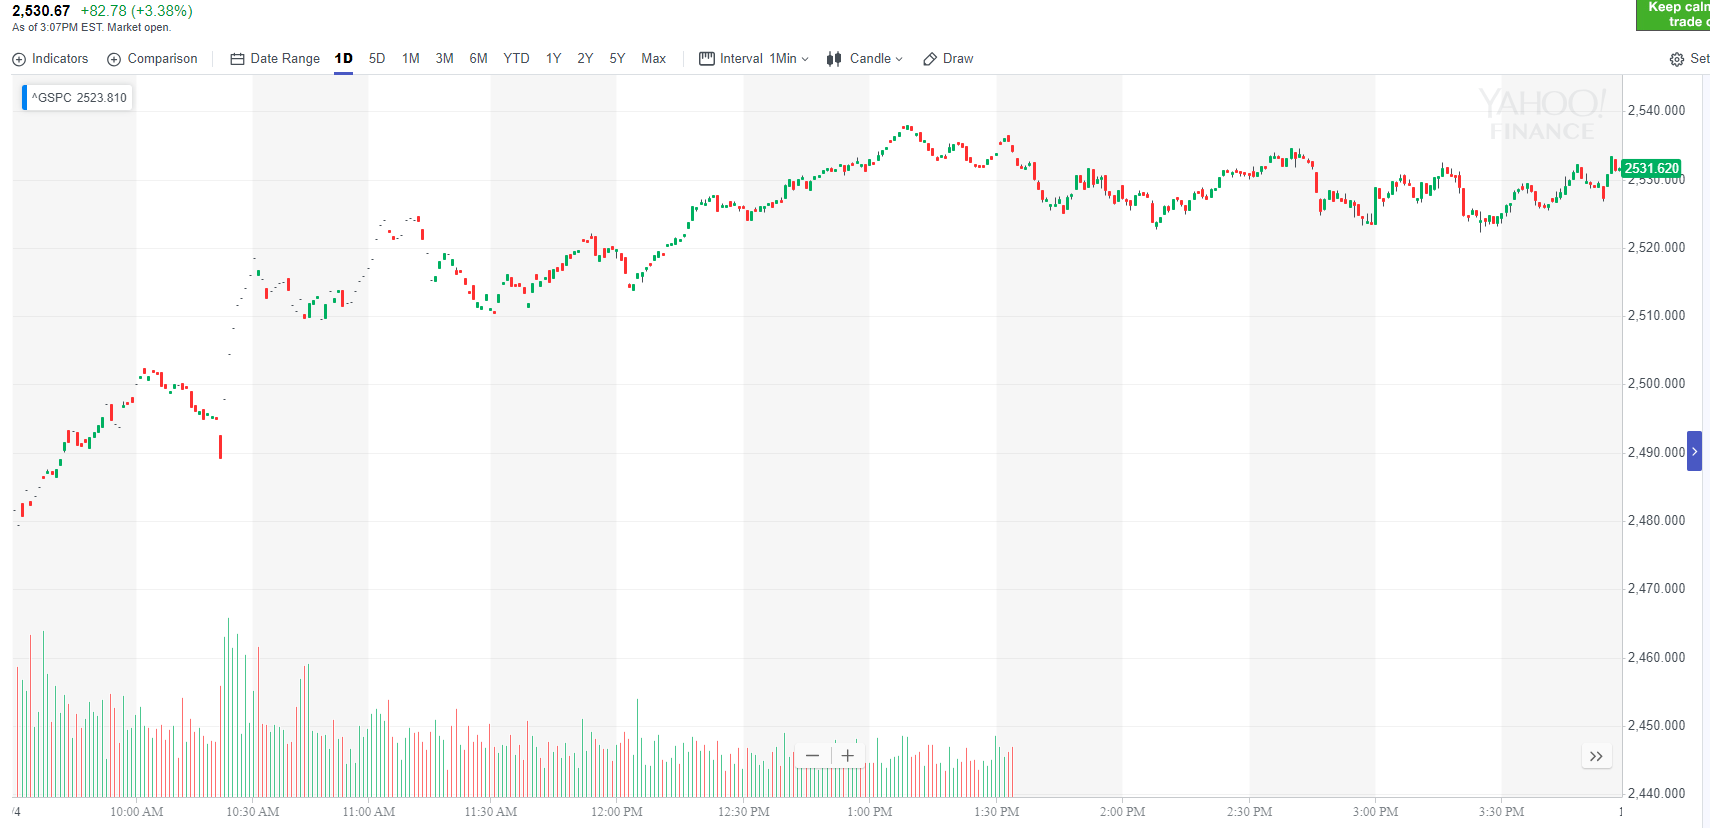 2,530.67 +82.78 (+3.38%)
As of 3:07PM EST. Market open.
Keep calm
trade o
Indicators Comparison Date Range 1D 5D 1M 3M 6M YTD 1Y 2Y 5Y Max Interval 1Min Candle Draw Set
^GSPC 2523.810
YAHOO!
FINANCE
2,540.000
2531.620
2,530.000
2,520.000
2,510.000
2,500.000
2,490.000
2,480.000
2,470.000
2,460.000
2,450.000
2,440.000
/4 10:00 AM 10:30 AM 11:00 AM 11:30 AM 12:00 PM 12:30 PM 1:00 PM 1:30 PM 2:00 PM 2:30 PM 3:00 PM 3:30 PM 1